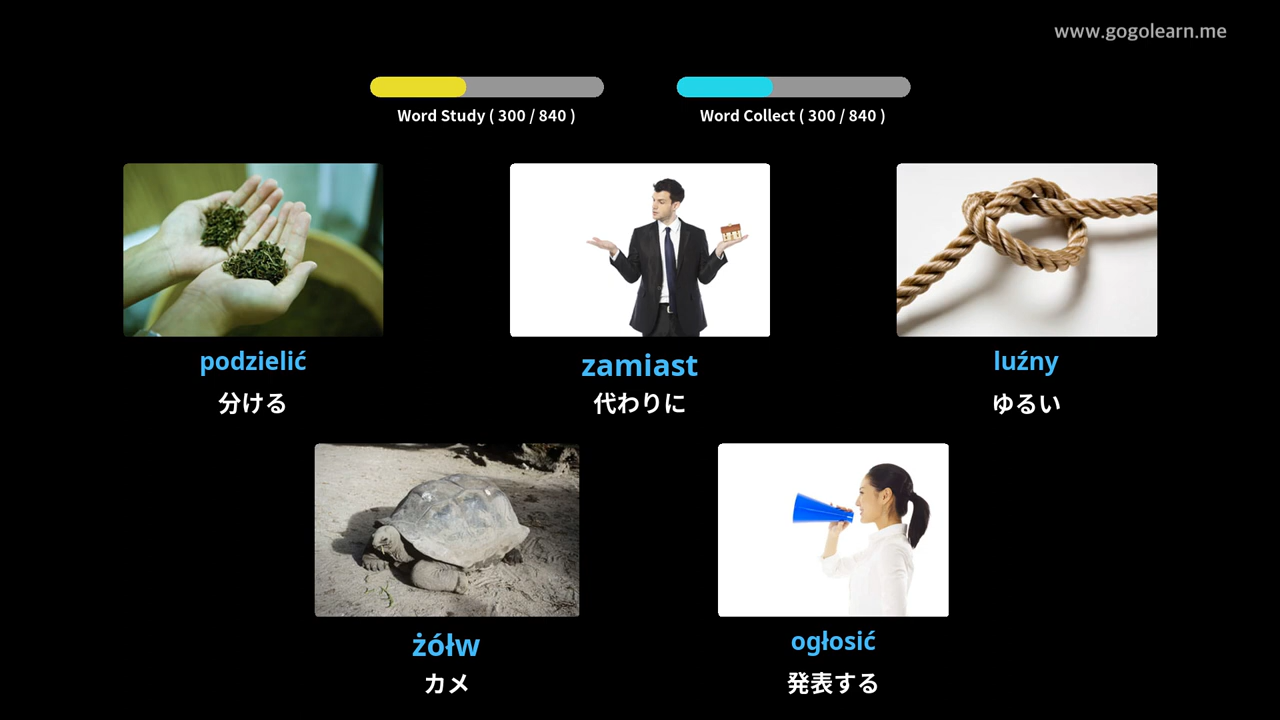 www.gogolearn.me
Word Study ( 300 / 840 )
Word Collect ( 300 / 840 )
podzielić
分ける
zamiast
代わりに
luźny
ゆるい
żółw
カメ
ogłosić
発表する